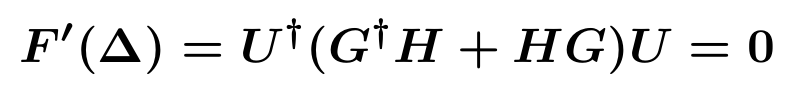 F′(Δ) = U†(G†H + HG)U = 0